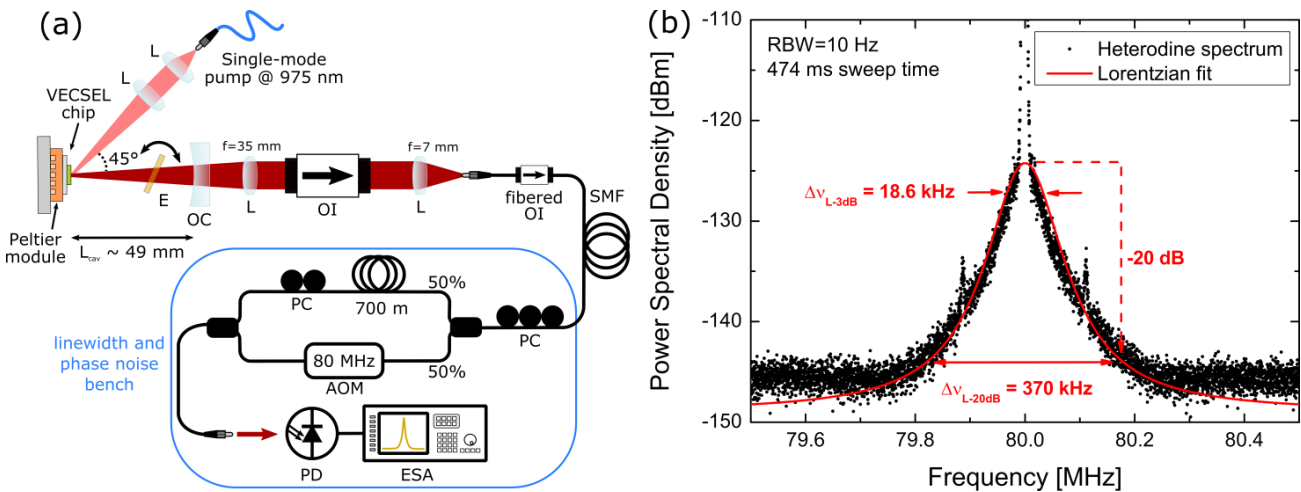 (a)
Single-mode
pump @ 975 nm
L
L
VECSEL
chip
45°
f=35 mm
f=7 mm
E
OC
L
OI
L
fibered
OI
SMF
Peltier
module
L_cav ~ 49 mm
PC
700 m
50%
PC
80 MHz
AOM
50%
linewidth and
phase noise
bench
PD
ESA
(b)
RBW=10 Hz
474 ms sweep time
Heterodine spectrum
Lorentzian fit
Δν_L-3dB = 18.6 kHz
-20 dB
Δν_L-20dB = 370 kHz
-110
-120
-130
-140
-150
Power Spectral Density [dBm]
79.6
79.8
80.0
80.2
80.4
Frequency [MHz]